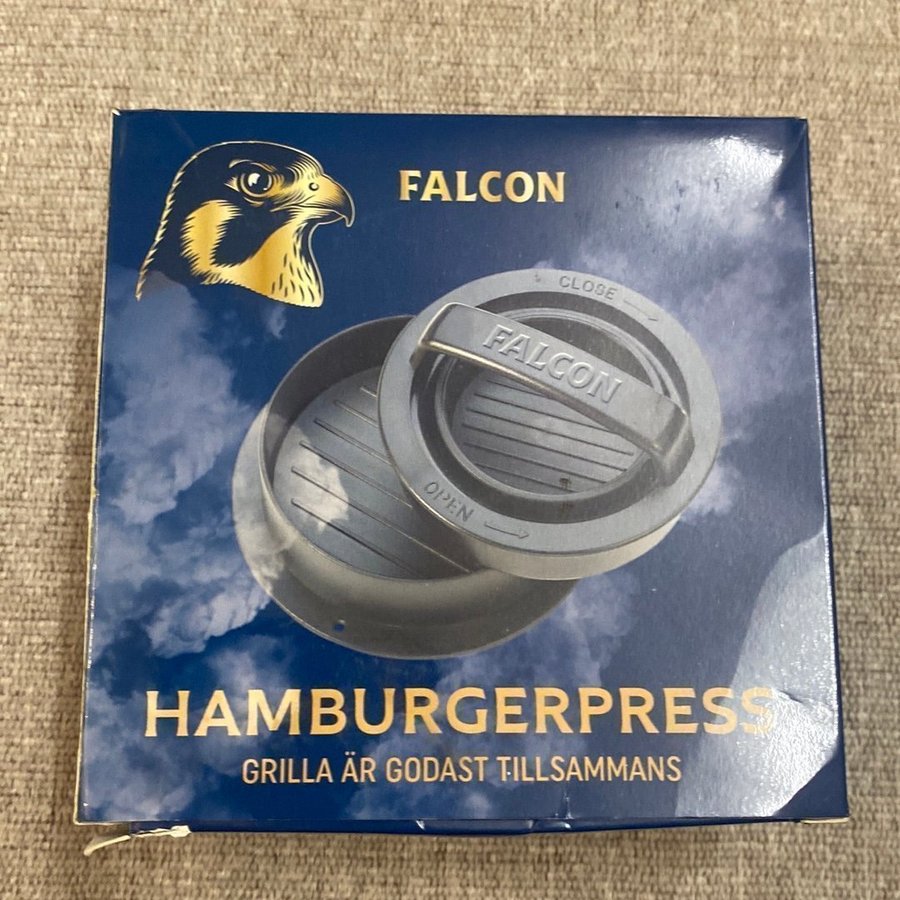 FALCON
CLOSE
FALCON
OPEN
HAMBURGERPRESS
GRILLA ÄR GODAST TILLSAMMANS